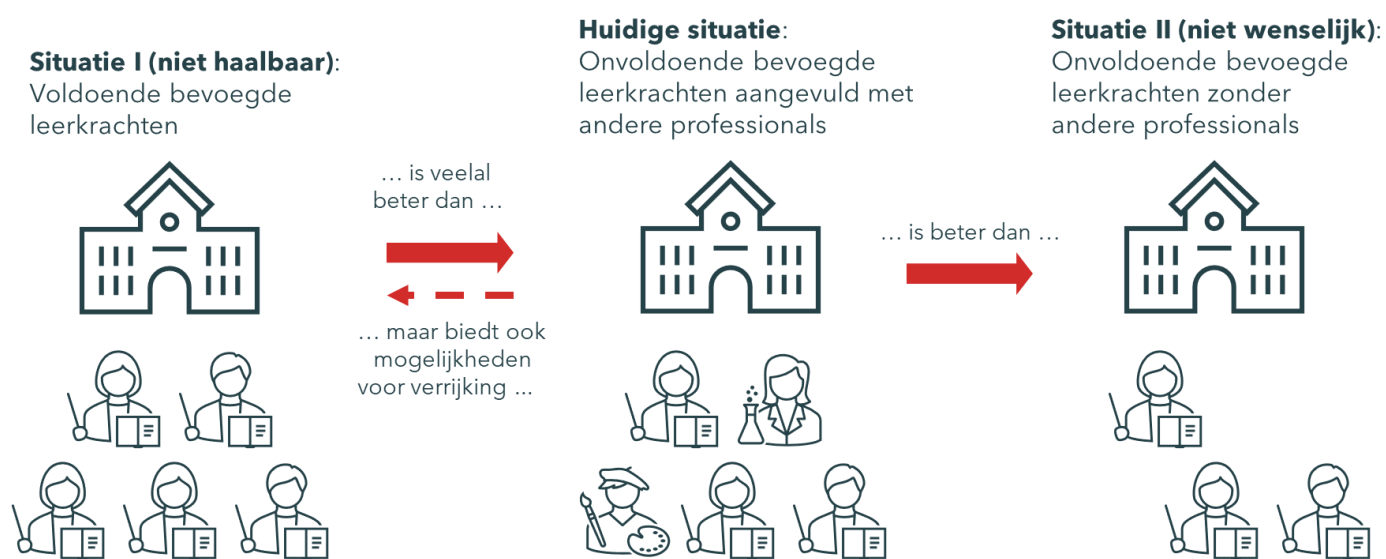 Situatie I (niet haalbaar):
Voldoende bevoegde
leerkrachten
… is veelal
beter dan …
… maar biedt ook
mogelijkheden
voor verrijking ...
Huidige situatie:
Onvoldoende bevoegde
leerkrachten aangevuld met
andere professionals
… is beter dan …
Situatie II (niet wenselijk):
Onvoldoende bevoegde
leerkrachten zonder
andere professionals